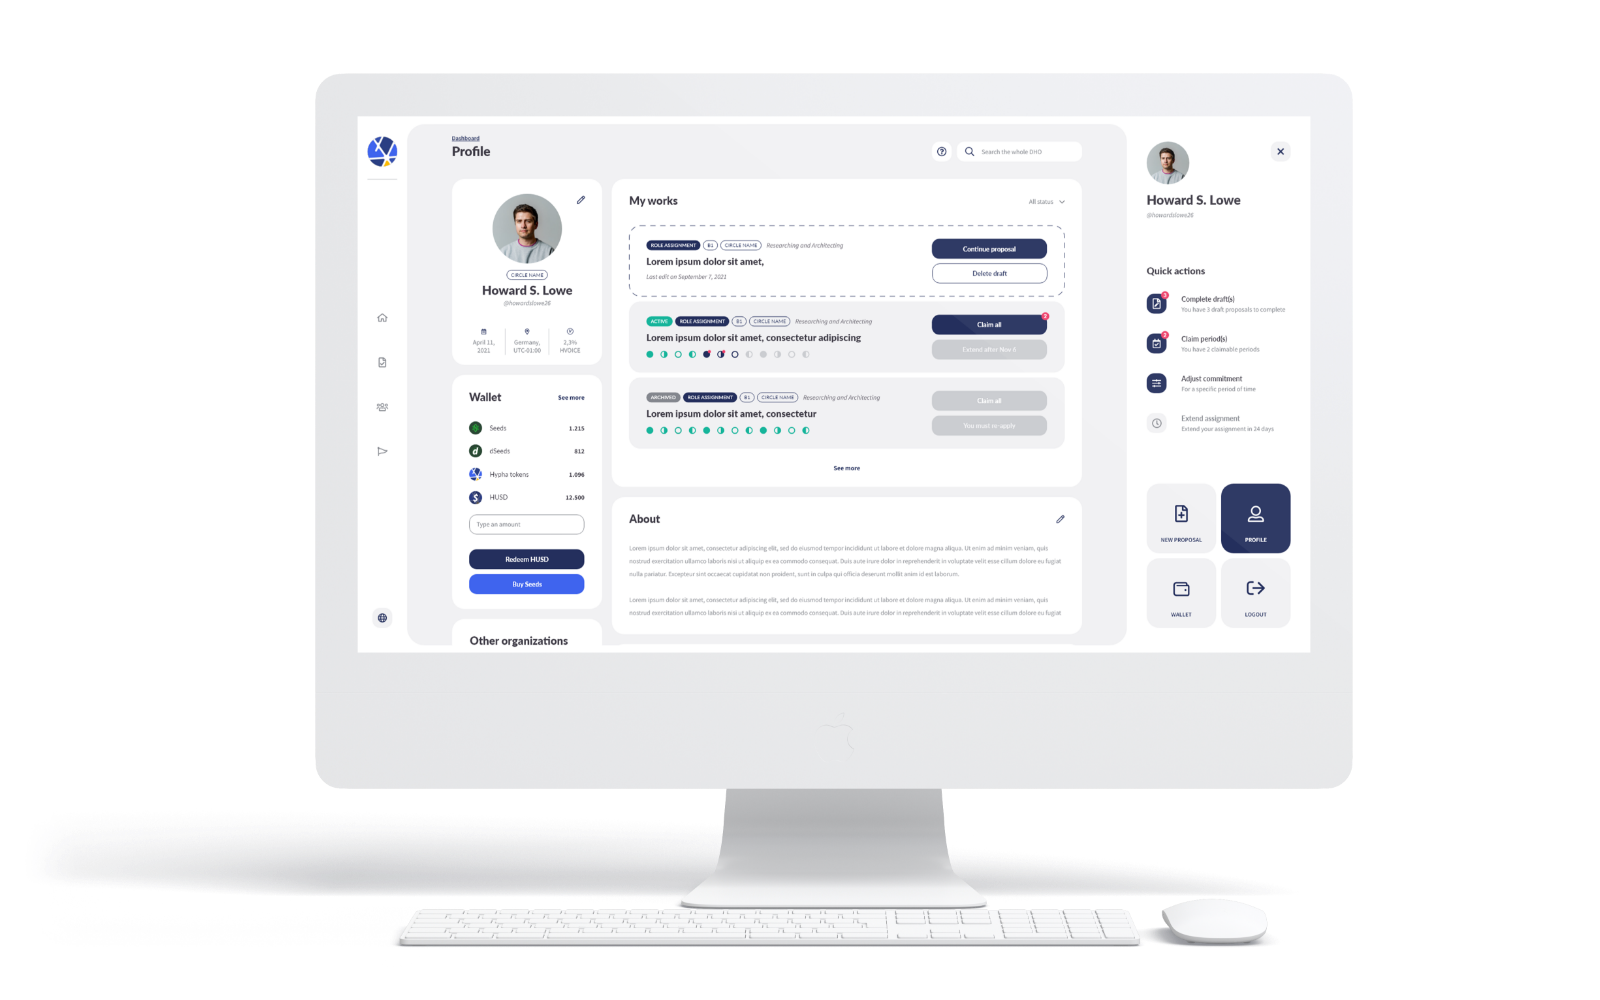 Dashboard
Profile
Search the whole DHO
CIRCLE NAME
Howard S. Lowe
@howardslowe26
April 11,
2021
Germany,
UTC-01:00
2,3%
HVOICE
Wallet
See more
Seeds
1.215
dSeeds
812
Hypha tokens
1.096
HUSD
12.500
Type an amount
Redeem HUSD
Buy Seeds
Other organizations
My works
All status
ROLE ASSIGNMENT B1 CIRCLE NAME Researching and Architecting
Lorem ipsum dolor sit amet,
Last edit on September 7, 2021
Continue proposal
Delete draft
ACTIVE ROLE ASSIGNMENT B1 CIRCLE NAME Researching and Architecting
Lorem ipsum dolor sit amet, consectetur adipiscing
Claim all
2
Extend after Nov 6
ARCHIVED ROLE ASSIGNMENT B1 CIRCLE NAME Researching and Architecting
Lorem ipsum dolor sit amet, consectetur
Claim all
You must re-apply
See more
About
Lorem ipsum dolor sit amet, consectetur adipiscing elit, sed do eiusmod tempor incididunt ut labore et dolore magna aliqua. Ut enim ad minim veniam, quis
nostrud exercitation ullamco laboris nisi ut aliquip ex ea commodo consequat. Duis aute irure dolor in reprehenderit in voluptate velit esse cillum dolore eu fugiat
nulla pariatur. Excepteur sint occaecat cupidatat non proident, sunt in culpa qui officia deserunt mollit anim id est laborum.
Lorem ipsum dolor sit amet, consectetur adipiscing elit, sed do eiusmod tempor incididunt ut labore et dolore magna aliqua. Ut enim ad minim veniam, quis
nostrud exercitation ullamco laboris nisi ut aliquip ex ea commodo consequat. Duis aute irure dolor in reprehenderit in voluptate velit esse cillum dolore eu fugiat
Howard S. Lowe
@howardslowe26
Quick actions
3
Complete draft(s)
You have 3 draft proposals to complete
2
Claim period(s)
You have 2 claimable periods
Adjust commitment
For a specific period of time
Extend assignment
Extend your assignment in 24 days
NEW PROPOSAL
PROFILE
WALLET
LOGOUT